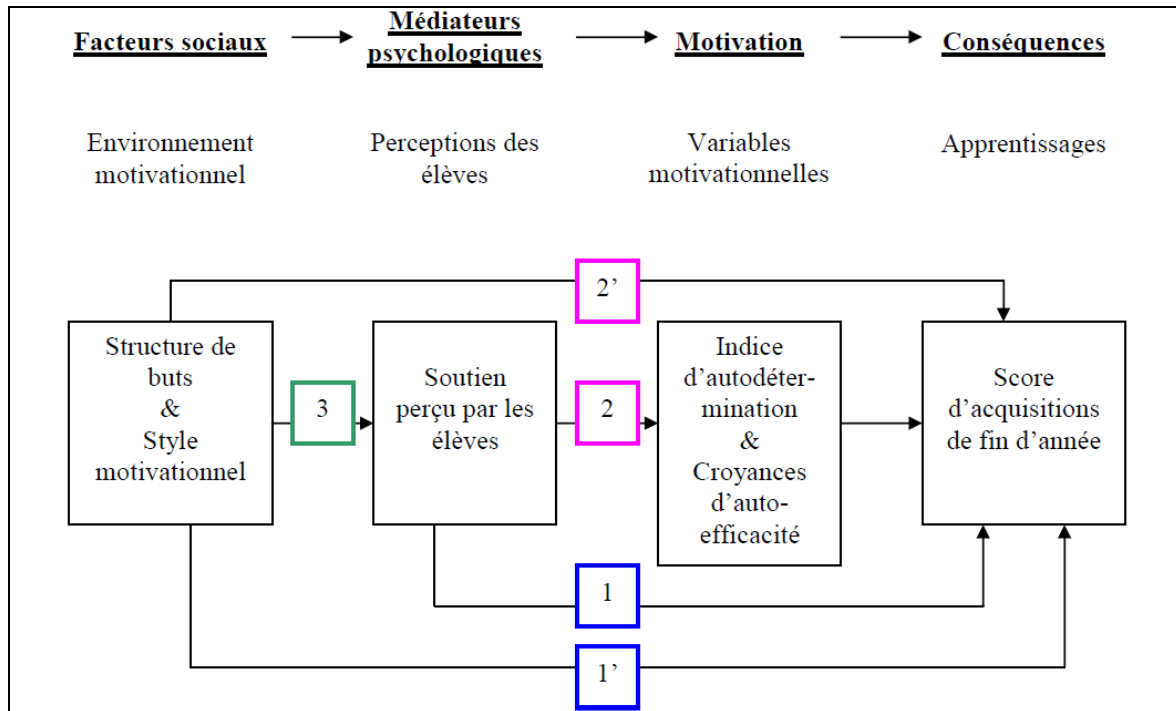 Facteurs sociaux
Médiateurs
psychologiques
Motivation
Conséquences
Environnement
motivationnel
Perceptions des
élèves
Variables
motivationnelles
Apprentissages
2’
Structure de
buts
&
Style
motivationnel
3
Soutien
perçu par les
élèves
2
Indice
d’autodéter-
mination
&
Croyances
d’auto-
efficacité
Score
d’acquisitions
de fin d’année
1
1’